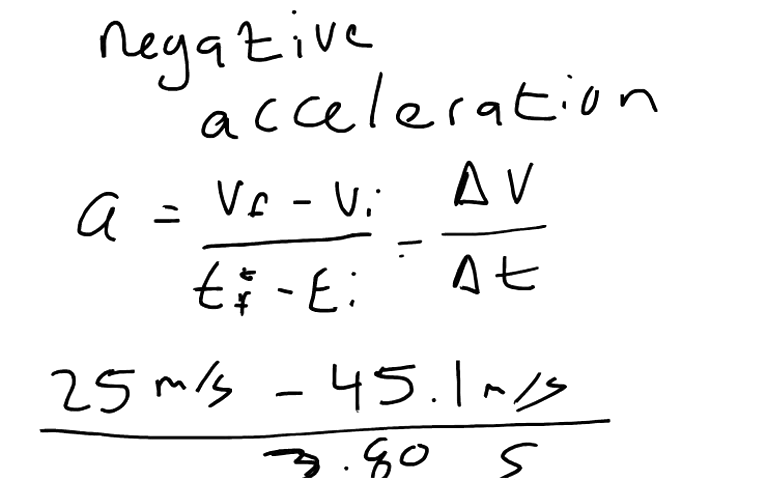 negative
acceleration
a = Vf - Vi / tf - ti = ΔV / Δt
25 m/s - 45.1 m/s
3.80 s